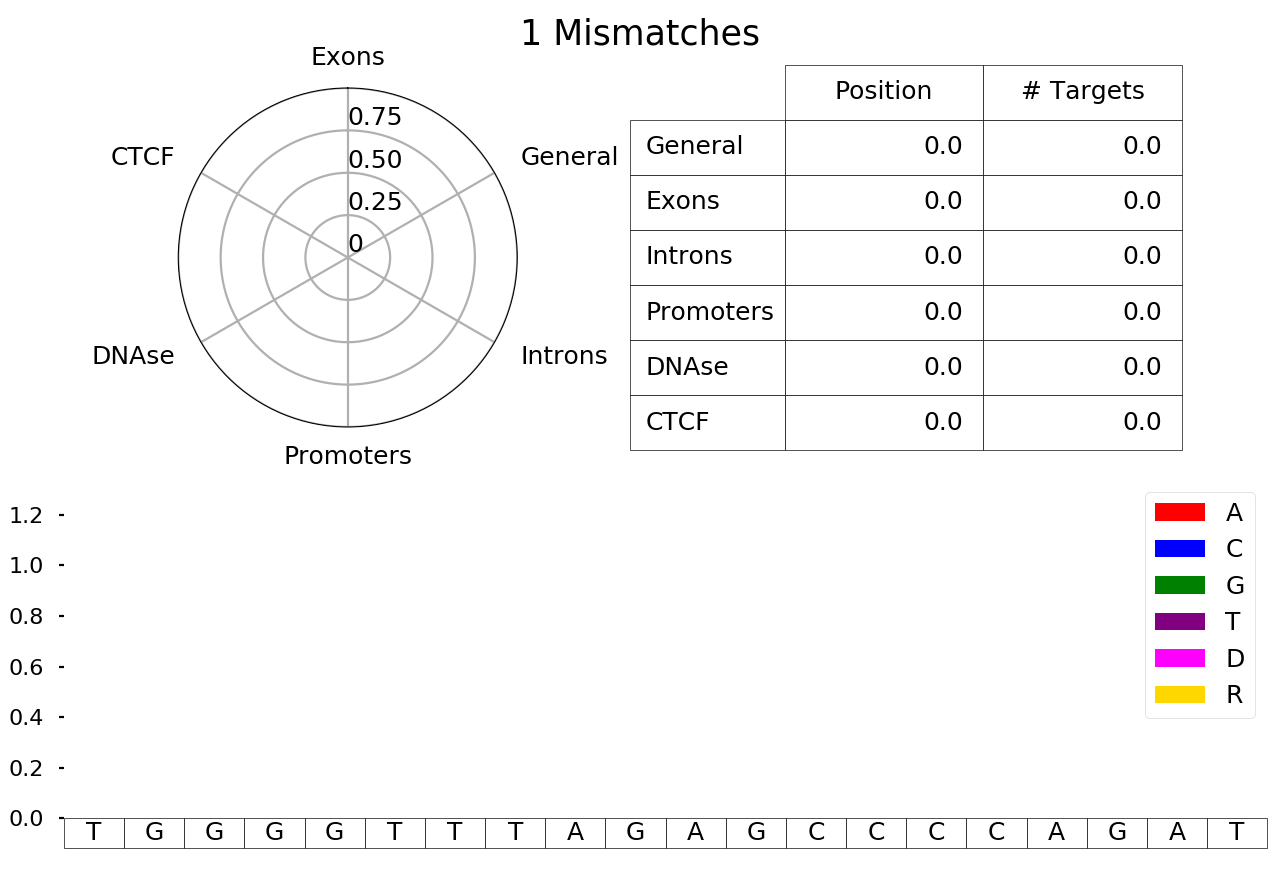 1 Mismatches
Exons
CTCF
General
DNAse
Introns
Promoters
0.75
0.50
0.25
0
Position # Targets
General 0.0 0.0
Exons 0.0 0.0
Introns 0.0 0.0
Promoters 0.0 0.0
DNAse 0.0 0.0
CTCF 0.0 0.0
1.2
1.0
0.8
0.6
0.4
0.2
0.0
A
C
G
T
D
R
T G G G G T T T A G A G C C C C A G A T